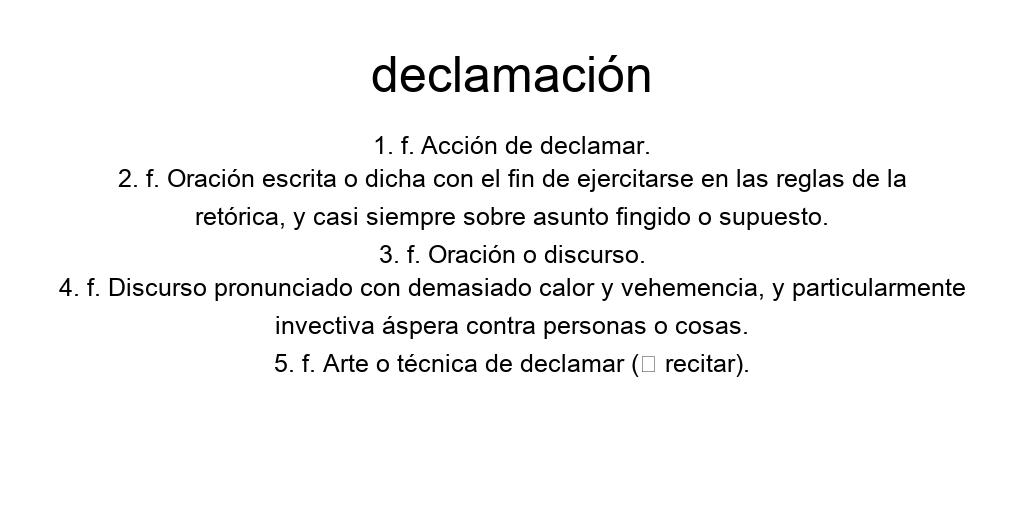 declamación
1. f. Acción de declamar.
2. f. Oración escrita o dicha con el fin de ejercitarse en las reglas de la
retórica, y casi siempre sobre asunto fingido o supuesto.
3. f. Oración o discurso.
4. f. Discurso pronunciado con demasiado calor y vehemencia, y particularmente
invectiva áspera contra personas o cosas.
5. f. Arte o técnica de declamar (□ recitar).